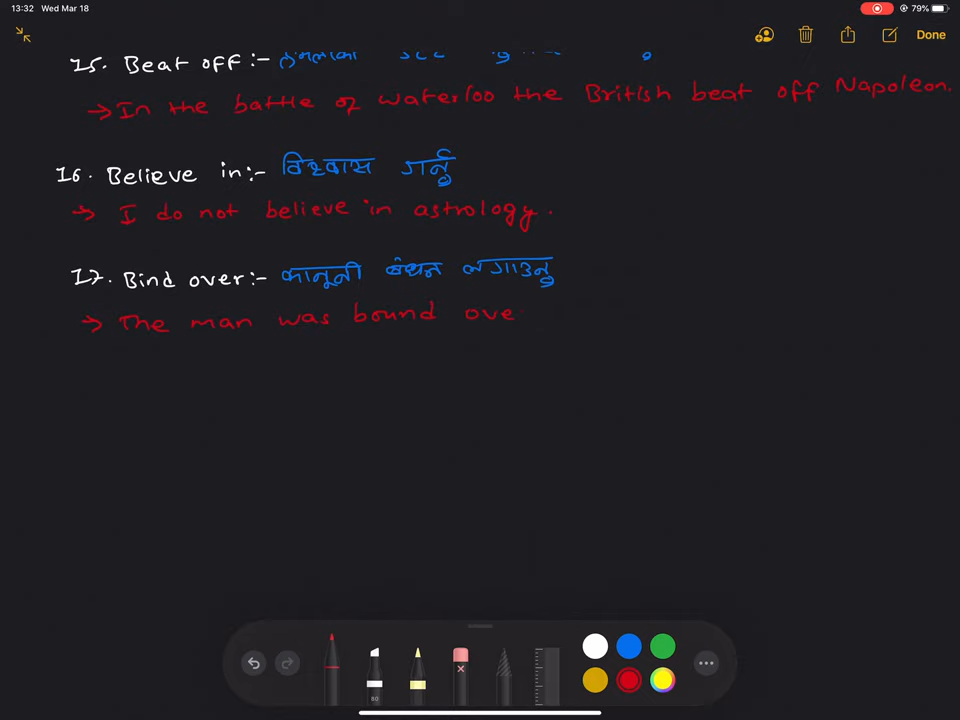 13:32 Wed Mar 18
79%
Done
15. Beat off :-
→ In the battle of waterloo the British beat off Napoleon.
16. Believe in:- विश्वास गर्नु
→ I do not believe in astrology.
17. Bind over:- कानूनी बंधन लगाउनु
→ The man was bound ove
80